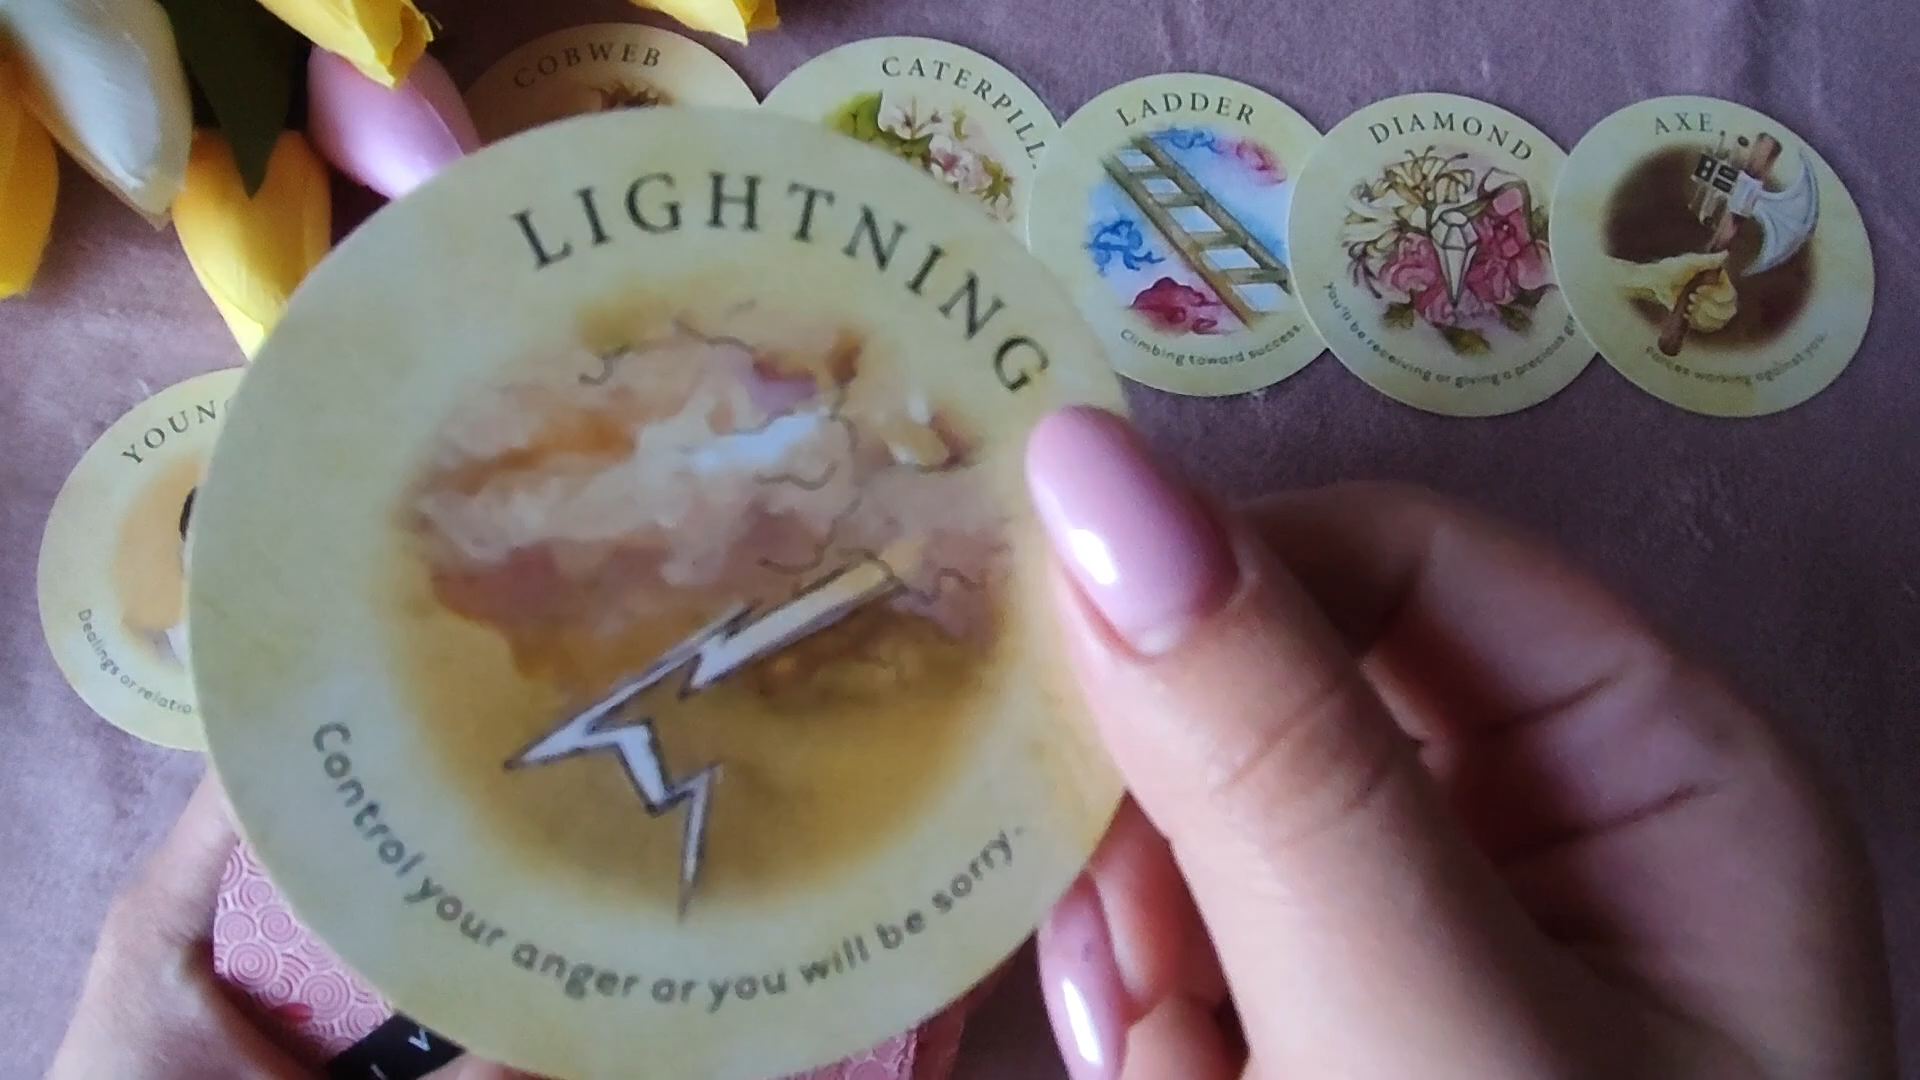 COBWEB
CATERPILL
LADDER
Climbing toward success.
DIAMOND
You'll be receiving or giving a precious
AXE
Forces working against you.
YOUNG
Dealings or
LIGHTNING
Control your anger or you will be sorry.